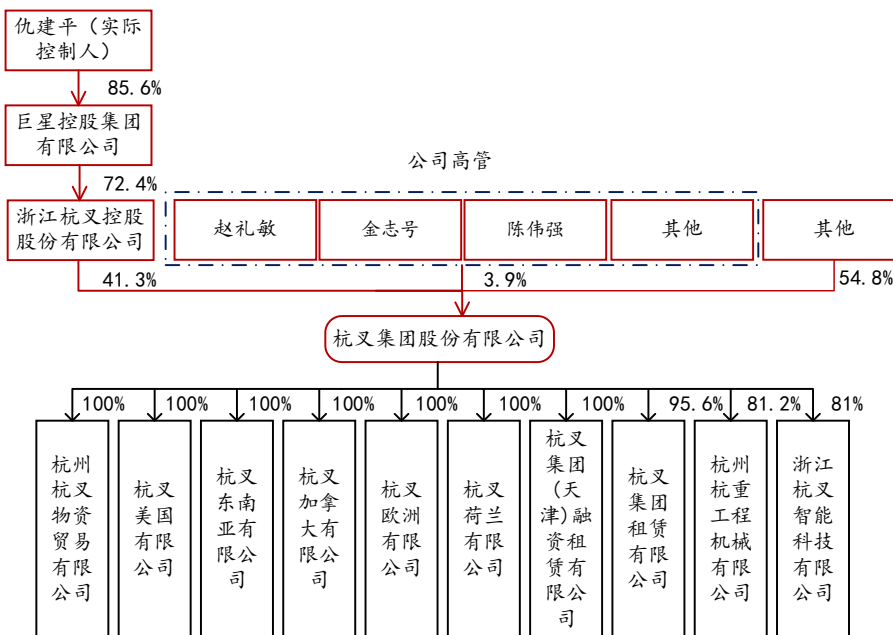 仇建平（实际
控制人）
85.6%
巨星控股集团
有限公司
72.4%
公司高管
浙江杭叉控股
股份有限公司
赵礼敏
金志号
陈伟强
其他
其他
41.3%
3.9%
54.8%
杭叉集团股份有限公司
100%
100%
100%
100%
100%
100%
100%
95.6%
81.2%
81%
杭州
杭叉
物资
贸易
有限
公司
杭叉
美国
有限
公司
杭叉
东南
亚有
限公
司
杭叉
加拿
大有
限公
司
杭叉
欧洲
有限
公司
杭叉
荷兰
有限
公司
杭叉
集团
(天
津)融
资租
赁有
限公
司
杭叉
集团
租赁
有限
公司
杭州
杭重
工程
机械
有限
公司
浙江
杭叉
智能
科技
有限
公司